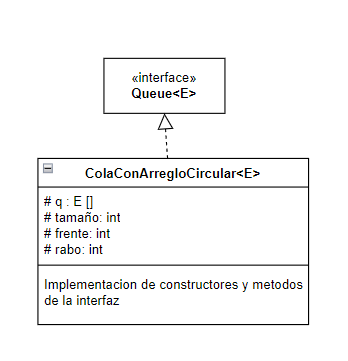 «interface»
Queue<E>
ColaConArregloCircular<E>
# q : E []
# tamaño: int
# frente: int
# rabo: int
Implementacion de constructores y metodos
de la interfaz